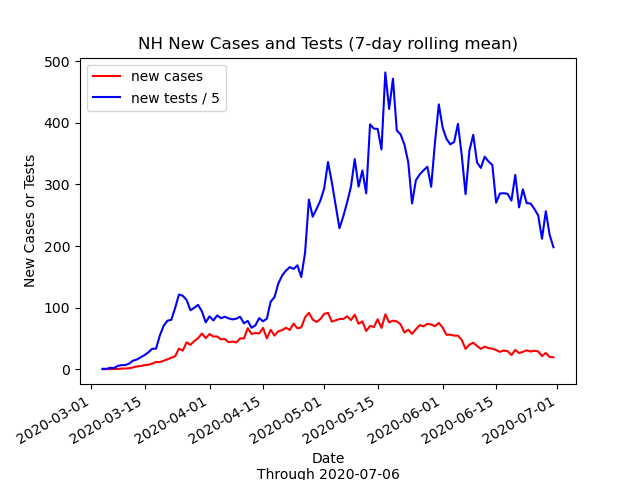 NH New Cases and Tests (7-day rolling mean)
new cases
new tests / 5
New Cases or Tests
500
400
300
200
100
0
2020-03-01
2020-03-15
2020-04-01
2020-04-15
2020-05-01
2020-05-15
2020-06-01
2020-06-15
2020-07-01
Date
Through 2020-07-06